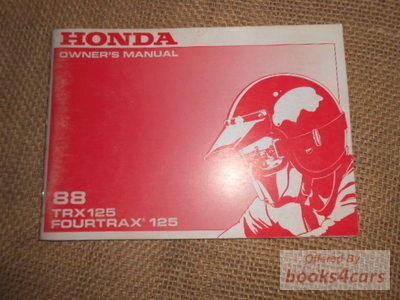 HONDA
OWNER'S MANUAL
88
TRX125
FOURTRAX® 125
Offered By
books4cars